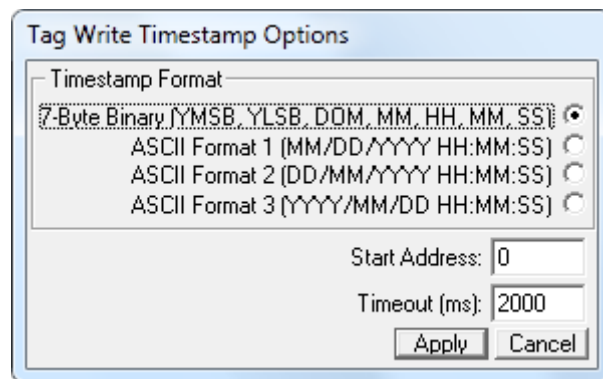 Tag Write Timestamp Options
Timestamp Format
7-Byte Binary (YMSB, YLSB, DOM, MM, HH, MM, SS)
ASCII Format 1 (MM/DD/YYYY HH:MM:SS)
ASCII Format 2 (DD/MM/YYYY HH:MM:SS)
ASCII Format 3 (YYYY/MM/DD HH:MM:SS)
Start Address: 0
Timeout (ms): 2000
Apply Cancel